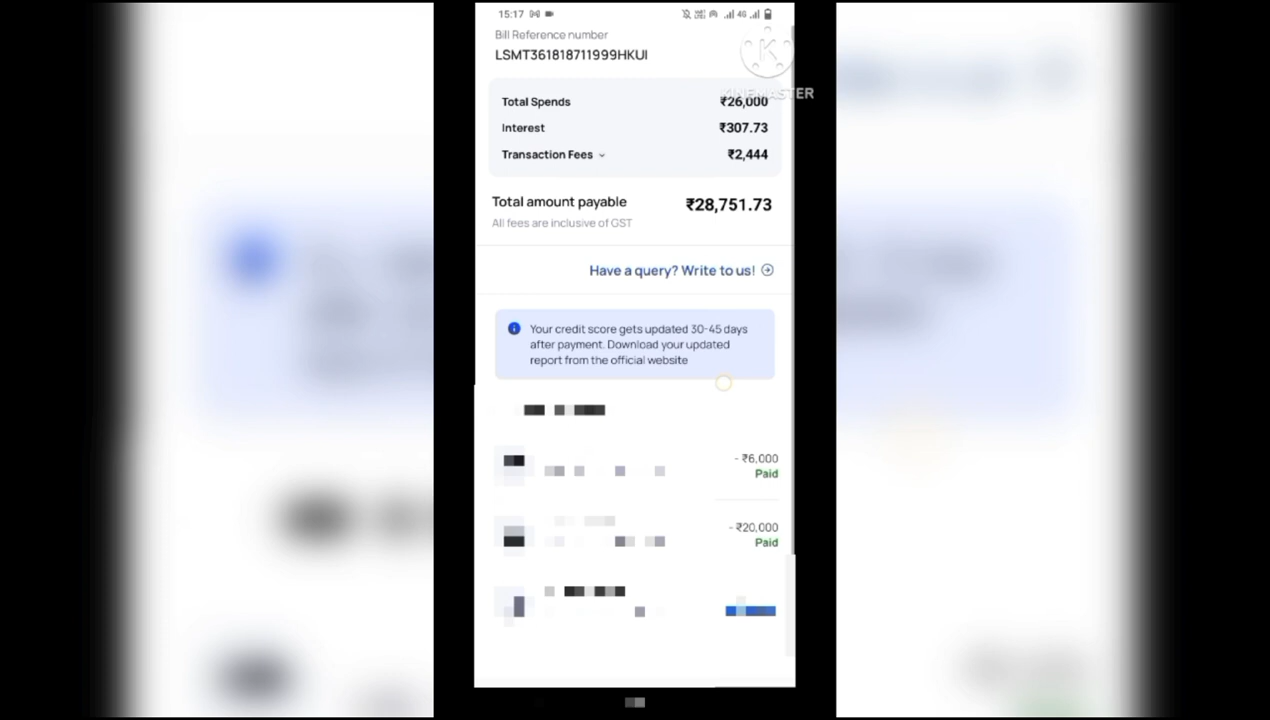 15:17
4G
Bill Reference number
LSMT361818711999HKUI
K
KINEMASTER
Total Spends ₹26,000
Interest ₹307.73
Transaction Fees ₹2,444
Total amount payable ₹28,751.73
All fees are inclusive of GST
Have a query? Write to us!
Your credit score gets updated 30-45 days
after payment. Download your updated
report from the official website
- ₹6,000
Paid
- ₹20,000
Paid